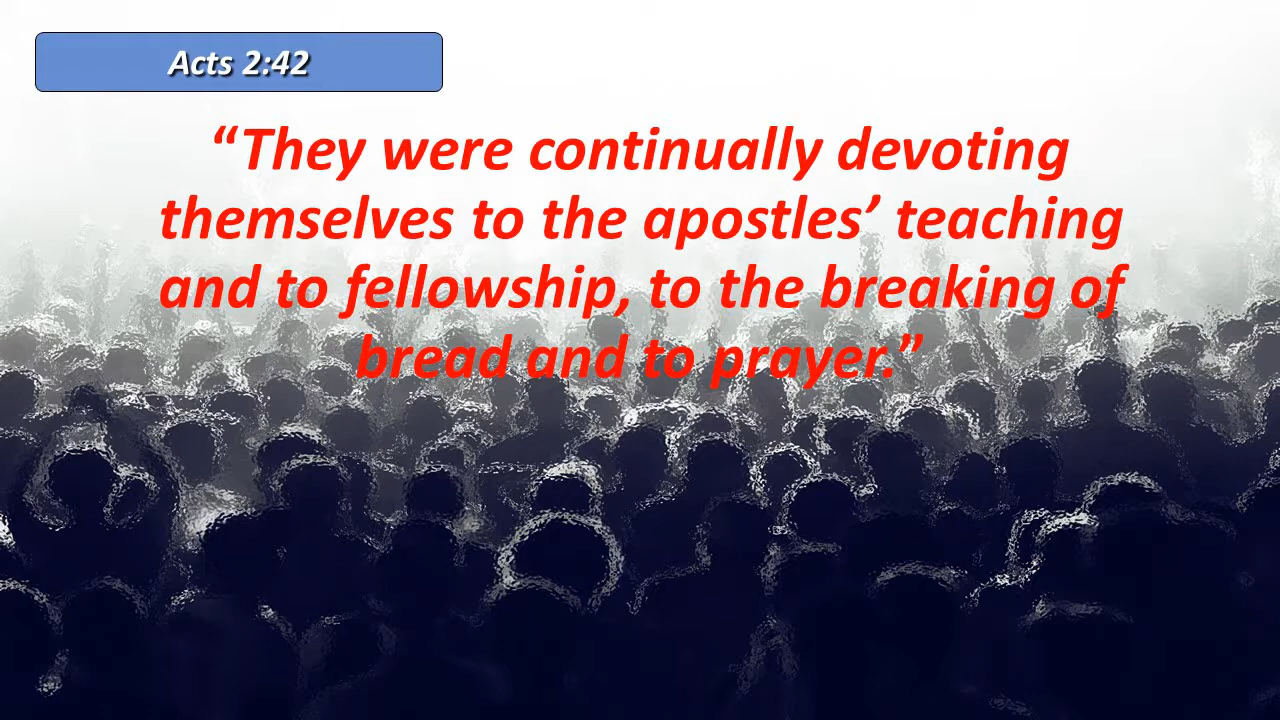 Acts 2:42
“They were continually devoting
themselves to the apostles’ teaching
and to fellowship, to the breaking of
bread and to prayer.”